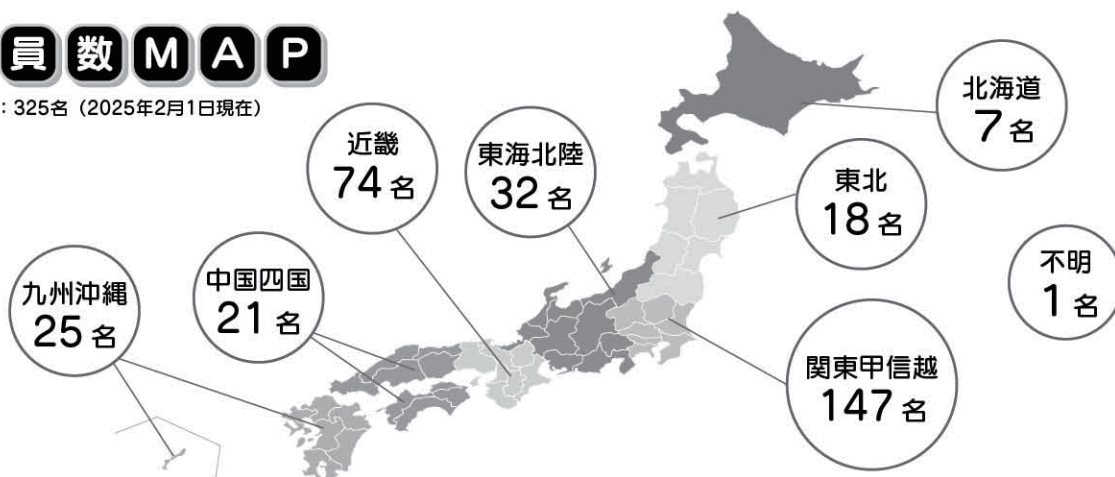 員数MAP
：325名（2025年2月1日現在）
北海道
7名
近畿
74名
東海北陸
32名
東北
18名
不明
1名
中国四国
21名
九州沖縄
25名
関東甲信越
147名